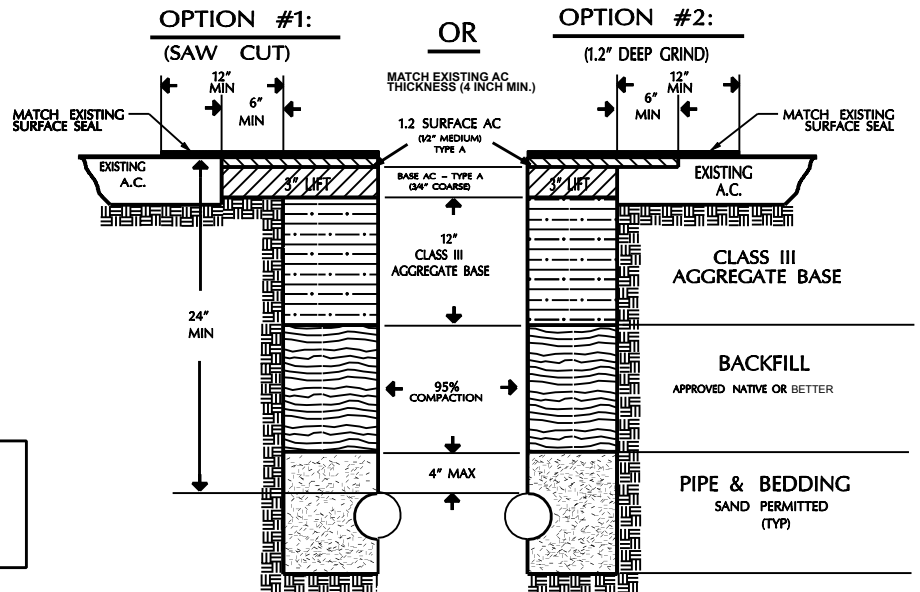 OPTION #1:
(SAW CUT)
OR
OPTION #2:
(1.2" DEEP GRIND)
12"
MIN
6"
MIN
MATCH EXISTING AC
THICKNESS (4 INCH MIN.)
12"
MIN
6"
MIN
MATCH EXISTING
SURFACE SEAL
1.2 SURFACE AC
(1/2" MEDIUM)
TYPE A
MATCH EXISTING
SURFACE SEAL
EXISTING
A.C.
3" LIFT
BASE AC – TYPE A
(3/4" COARSE)
3" LIFT
EXISTING
A.C.
12"
CLASS III
AGGREGATE BASE
CLASS III
AGGREGATE BASE
24"
MIN
95%
COMPACTION
BACKFILL
APPROVED NATIVE OR BETTER
4" MAX
PIPE & BEDDING
SAND PERMITTED
(TYP)